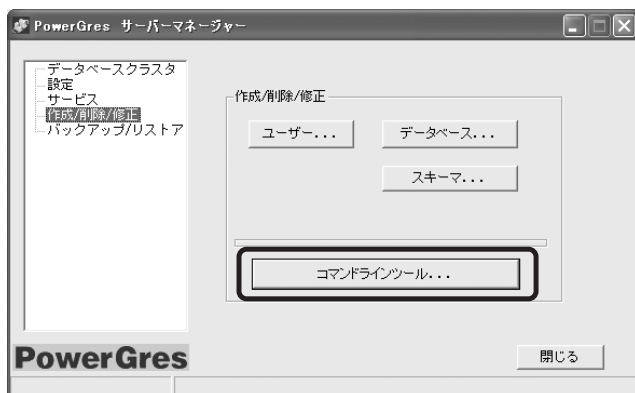 PowerGres サーバーマネージャー
データベースクラスタ
設定
サービス
作成/削除/修正
バックアップ/リストア
作成/削除/修正
ユーザー...
データベース...
スキーマ...
コマンドラインツール...
PowerGres
閉じる